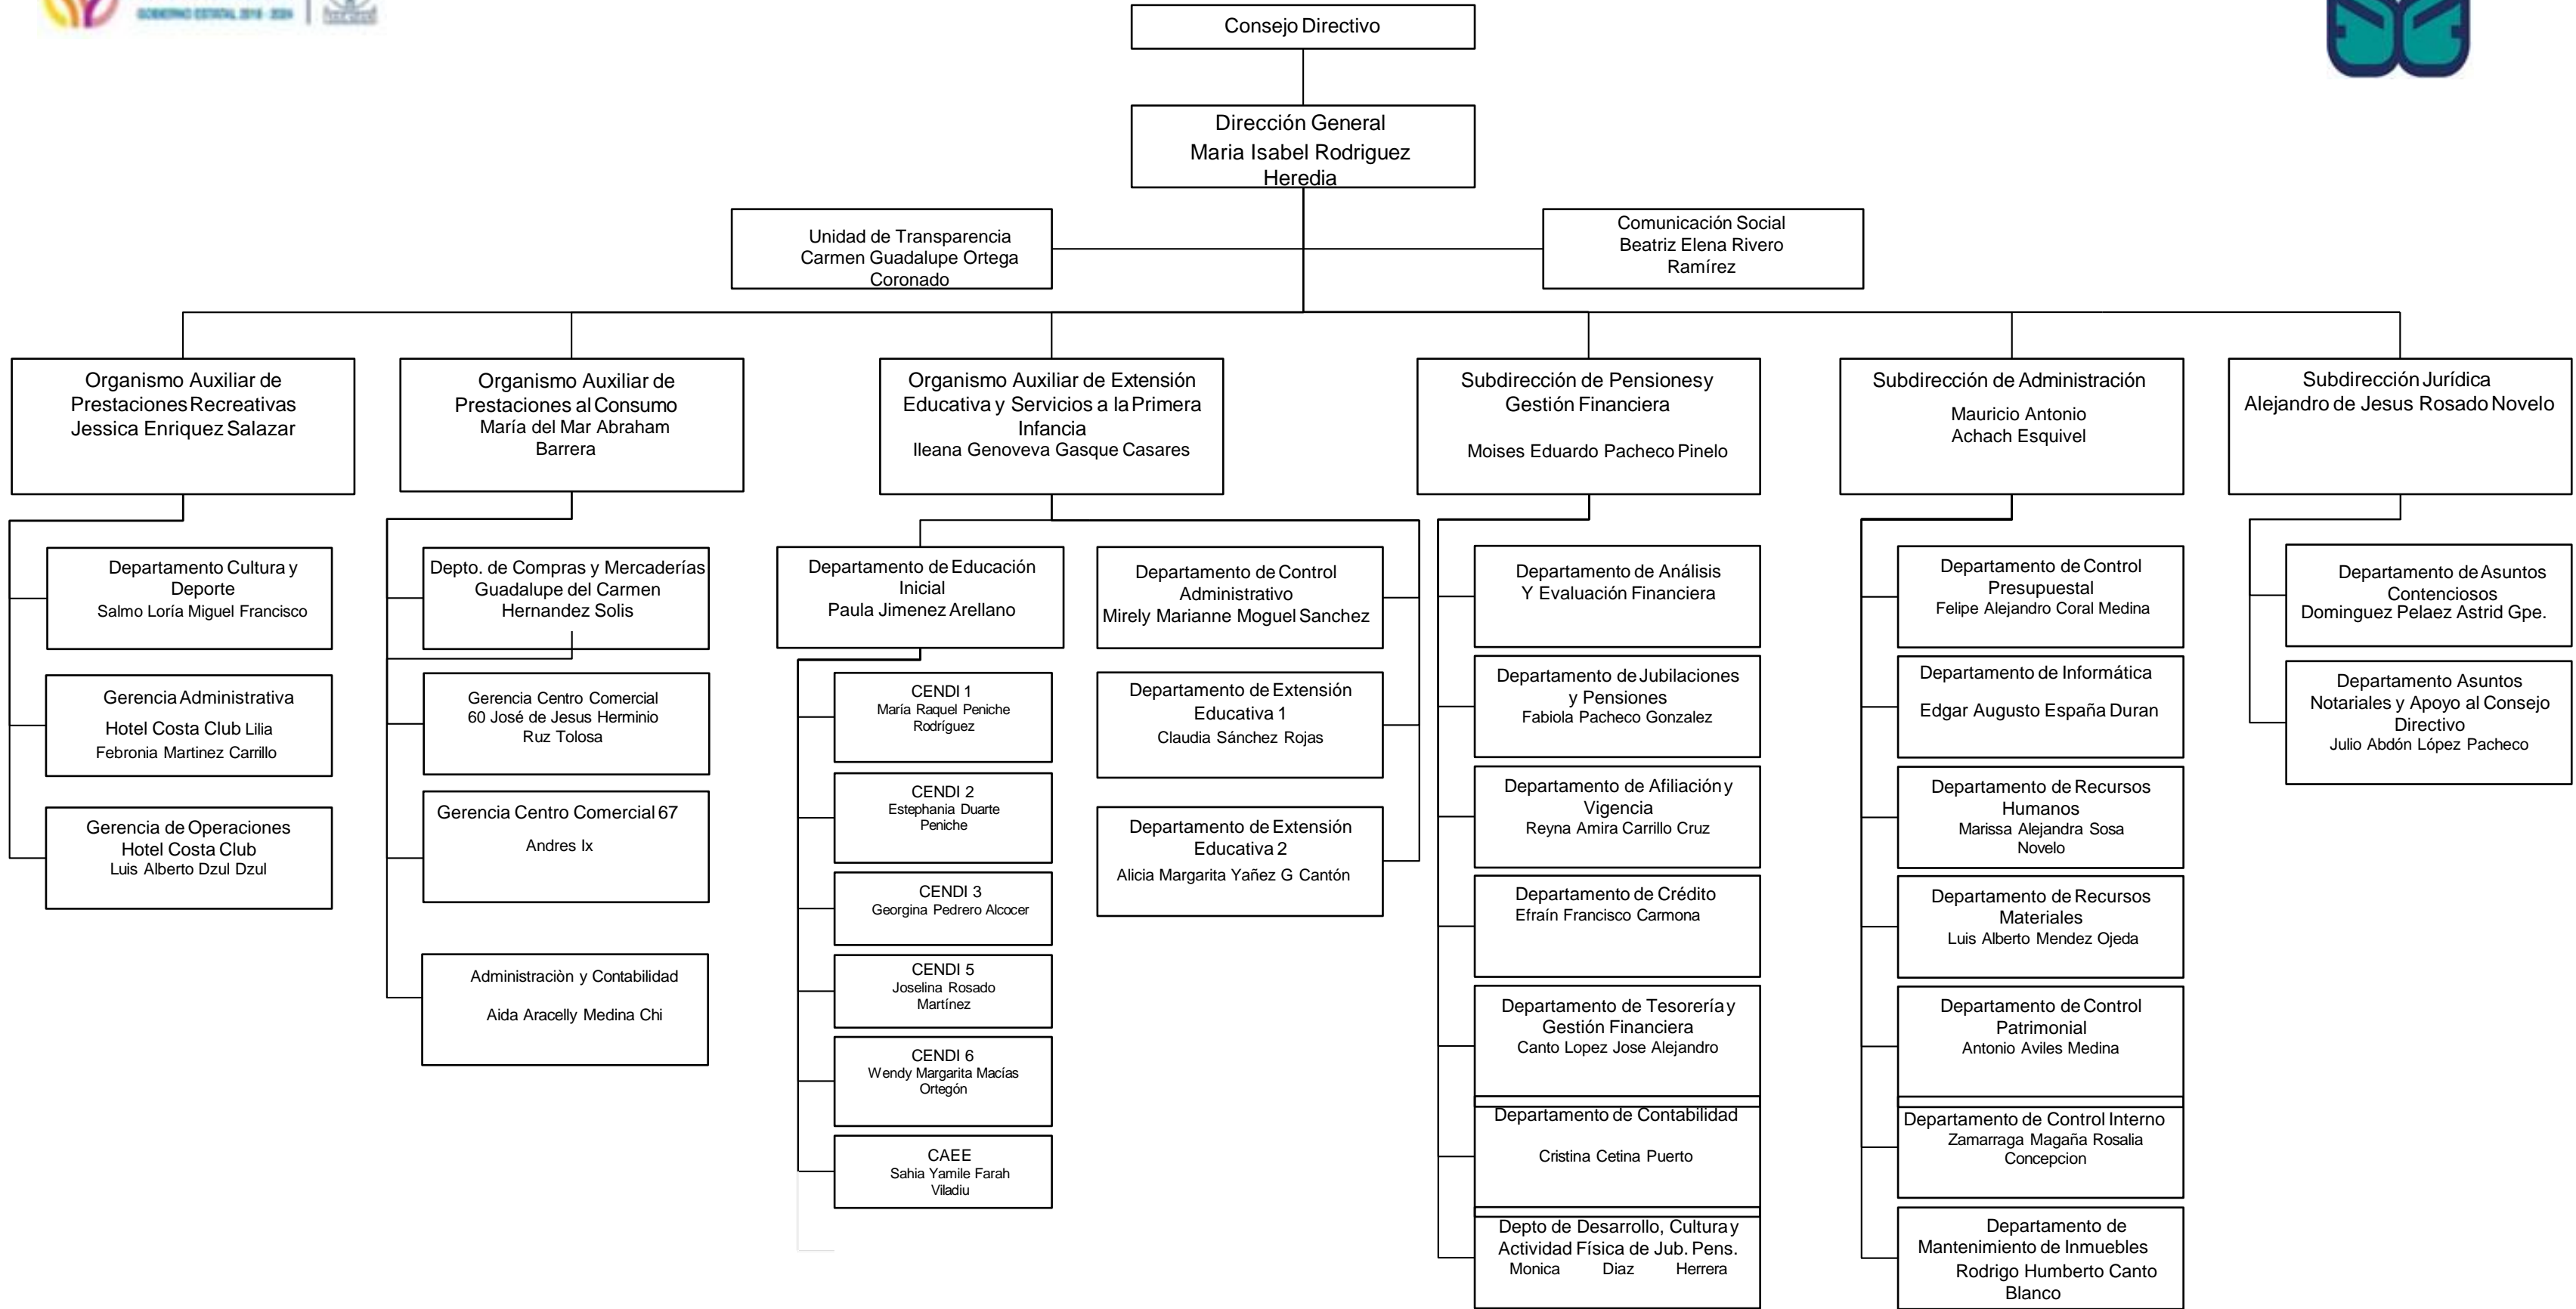 GOBIERNO ESTATAL 2018 - 2024
Consejo Directivo
Dirección General
Maria Isabel Rodriguez
Heredia
Unidad de Transparencia
Carmen Guadalupe Ortega
Coronado
Comunicación Social
Beatriz Elena Rivero
Ramírez
Organismo Auxiliar de
Prestaciones Recreativas
Jessica Enriquez Salazar
Organismo Auxiliar de
Prestaciones al Consumo
María del Mar Abraham
Barrera
Organismo Auxiliar de Extensión
Educativa y Servicios a la Primera
Infancia
Ileana Genoveva Gasque Casares
Subdirección de Pensiones y
Gestión Financiera
Moises Eduardo Pacheco Pinelo
Subdirección de Administración
Mauricio Antonio
Achach Esquivel
Subdirección Jurídica
Alejandro de Jesus Rosado Novelo
Departamento Cultura y
Deporte
Salmo Loría Miguel Francisco
Gerencia Administrativa
Hotel Costa Club Lilia
Febronia Martinez Carrillo
Gerencia de Operaciones
Hotel Costa Club
Luis Alberto Dzul Dzul
Depto. de Compras y Mercaderías
Guadalupe del Carmen
Hernandez Solis
Gerencia Centro Comercial
60 José de Jesus Herminio
Ruz Tolosa
Gerencia Centro Comercial 67
Andres Ix
Administraciòn y Contabilidad
Aida Aracelly Medina Chi
Departamento de Educación
Inicial
Paula Jimenez Arellano
CENDI 1
María Raquel Peniche
Rodríguez
CENDI 2
Estephania Duarte
Peniche
CENDI 3
Georgina Pedrero Alcocer
CENDI 5
Joselina Rosado
Martínez
CENDI 6
Wendy Margarita Macías
Ortegón
CAEE
Sahia Yamile Farah
Viladiu
Departamento de Control
Administrativo
Mirely Marianne Moguel Sanchez
Departamento de Extensión
Educativa 1
Claudia Sánchez Rojas
Departamento de Extensión
Educativa 2
Alicia Margarita Yañez G Cantón
Departamento de Análisis
Y Evaluación Financiera
Departamento de Jubilaciones
y Pensiones
Fabiola Pacheco Gonzalez
Departamento de Afiliación y
Vigencia
Reyna Amira Carrillo Cruz
Departamento de Crédito
Efraín Francisco Carmona
Departamento de Tesorería y
Gestión Financiera
Canto Lopez Jose Alejandro
Departamento de Contabilidad
Cristina Cetina Puerto
Depto de Desarrollo, Cultura y
Actividad Física de Jub. Pens.
Monica Diaz Herrera
Departamento de Control
Presupuestal
Felipe Alejandro Coral Medina
Departamento de Informática
Edgar Augusto España Duran
Departamento de Recursos
Humanos
Marissa Alejandra Sosa
Novelo
Departamento de Recursos
Materiales
Luis Alberto Mendez Ojeda
Departamento de Control
Patrimonial
Antonio Aviles Medina
Departamento de Control Interno
Zamarraga Magaña Rosalia
Concepcion
Departamento de
Mantenimiento de Inmuebles
Rodrigo Humberto Canto
Blanco
Departamento de Asuntos
Contenciosos
Dominguez Pelaez Astrid Gpe.
Departamento Asuntos
Notariales y Apoyo al Consejo
Directivo
Julio Abdón López Pacheco